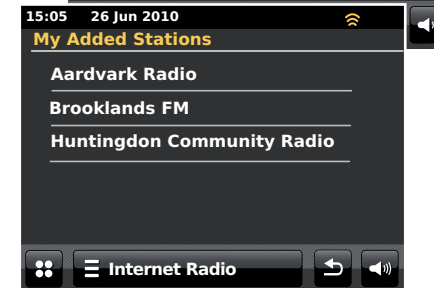 15:05 26 Jun 2010
My Added Stations
Aardvark Radio
Brooklands FM
Huntingdon Community Radio
Internet Radio